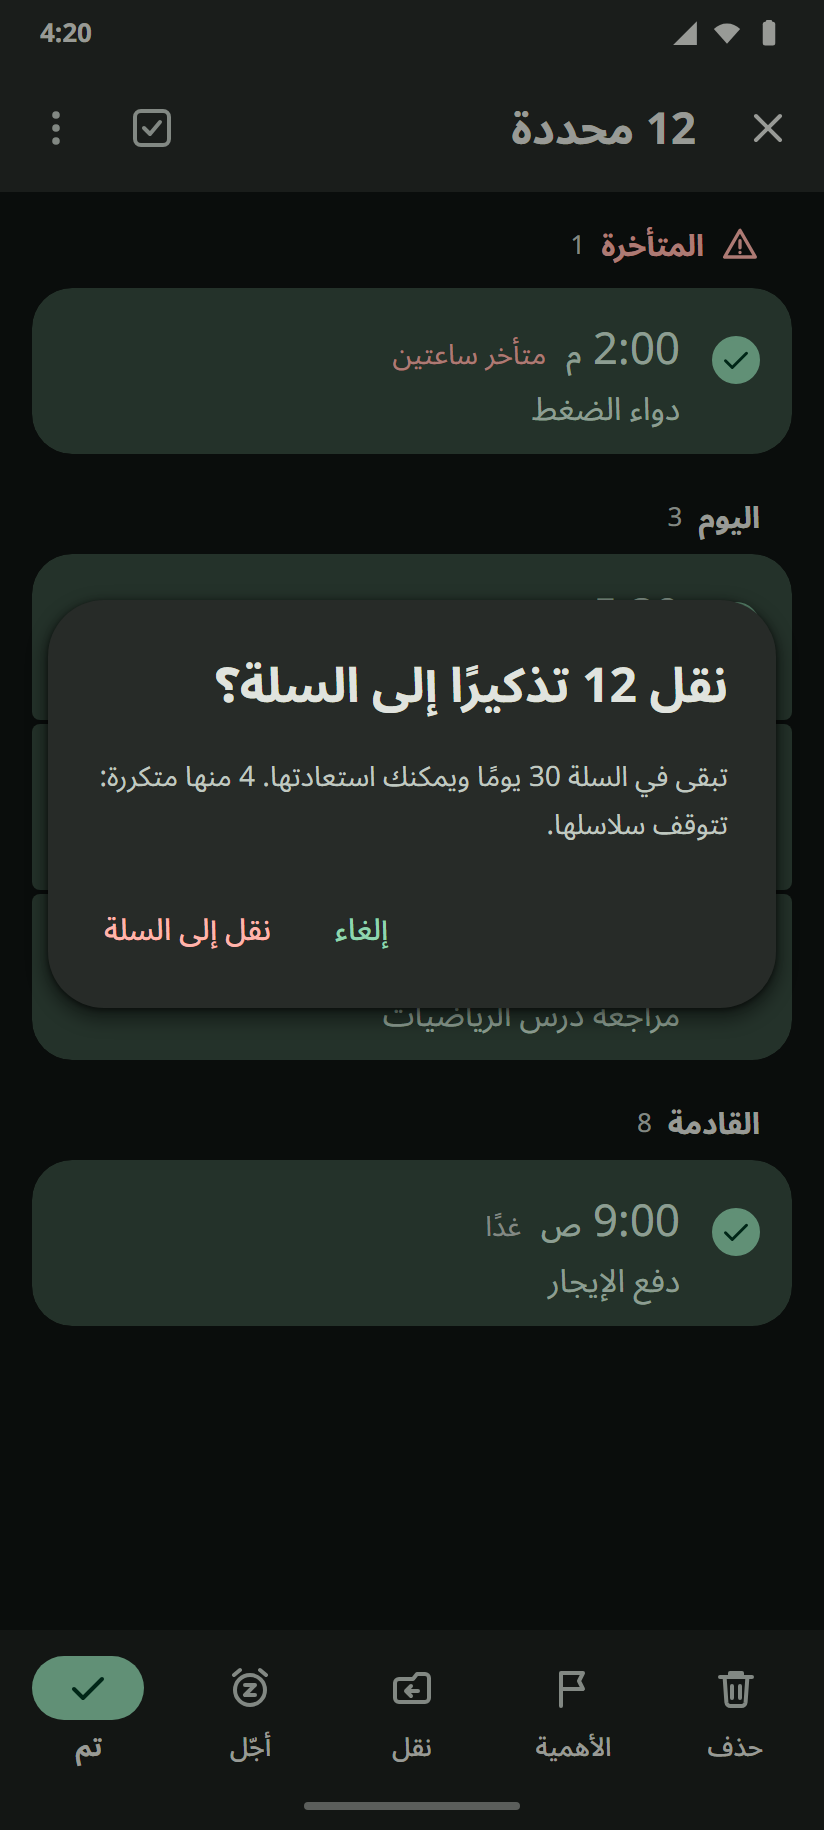 4:20
12 محددة
المتأخرة 1
2:00 م متأخر ساعتين
دواء الضغط
اليوم 3
نقل 12 تذكيرًا إلى السلة؟
تبقى في السلة 30 يومًا ويمكنك استعادتها. 4 منها متكررة:
تتوقف سلاسلها.
إلغاء
نقل إلى السلة
مراجعة درس الرياضيات
القادمة 8
9:00 ص غدًا
دفع الإيجار
حذف
الأهمية
نقل
أجّل
تم